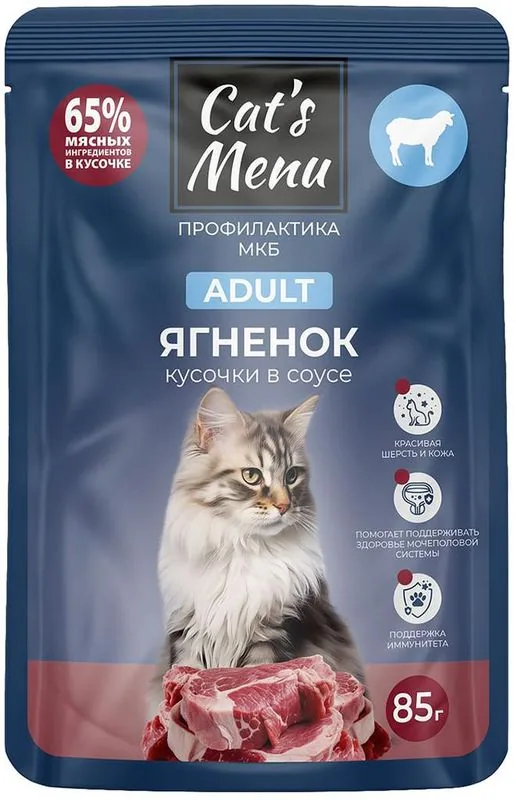 65%
МЯСНЫХ
ИНГРЕДИЕНТОВ
В КУСОЧКЕ
Cat's
Menu
ПРОФИЛАКТИКА
МКБ
ADULT
ЯГНЕНОК
КУСОЧКИ В СОУСЕ
КРАСИВАЯ
ШЕРСТЬ И КОЖА
ПОМОГАЕТ ПОДДЕРЖИВАТЬ
ЗДОРОВЬЕ МОЧЕПОЛОВОЙ
СИСТЕМЫ
ПОДДЕРЖКА
ИММУНИТЕТА
85г